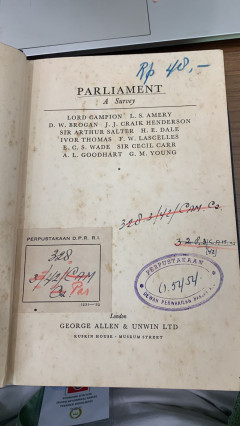 Rp 48,-
PARLIAMENT
A Survey
LORD CAMPION L. S. AMERY
D. W. BROGAN J. J. CRAIK HENDERSON
SIR ARTHUR SALTER H. E. DALE
IVOR THOMAS F. W. LASCELLES
E. C. S. WADE SIR CECIL CARR
A. L. GOODHART G. M. YOUNG
PERPUSTAKAAN D.P.R. R.I.
328
Par
PERPUSTAKAAN
London
GEORGE ALLEN & UNWIN LTD
RUSKIN HOUSE · MUSEUM STREET